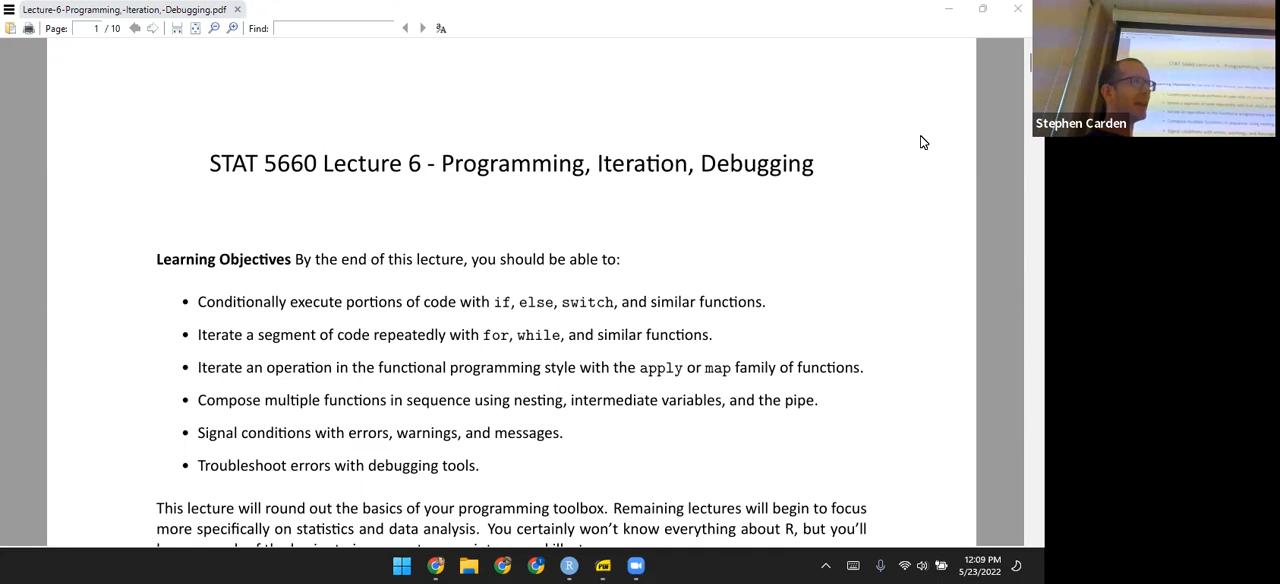 Lecture-6-Programming,-Iteration,-Debugging.pdf
Page: 1 / 10 Find:
Stephen Carden
STAT 5660 Lecture 6 - Programming, Iteration, Debugging
Learning Objectives By the end of this lecture, you should be able to:
• Conditionally execute portions of code with if, else, switch, and similar functions.
• Iterate a segment of code repeatedly with for, while, and similar functions.
• Iterate an operation in the functional programming style with the apply or map family of functions.
• Compose multiple functions in sequence using nesting, intermediate variables, and the pipe.
• Signal conditions with errors, warnings, and messages.
• Troubleshoot errors with debugging tools.
This lecture will round out the basics of your programming toolbox. Remaining lectures will begin to focus
more specifically on statistics and data analysis. You certainly won't know everything about R, but you'll
12:09 PM
5/23/2022